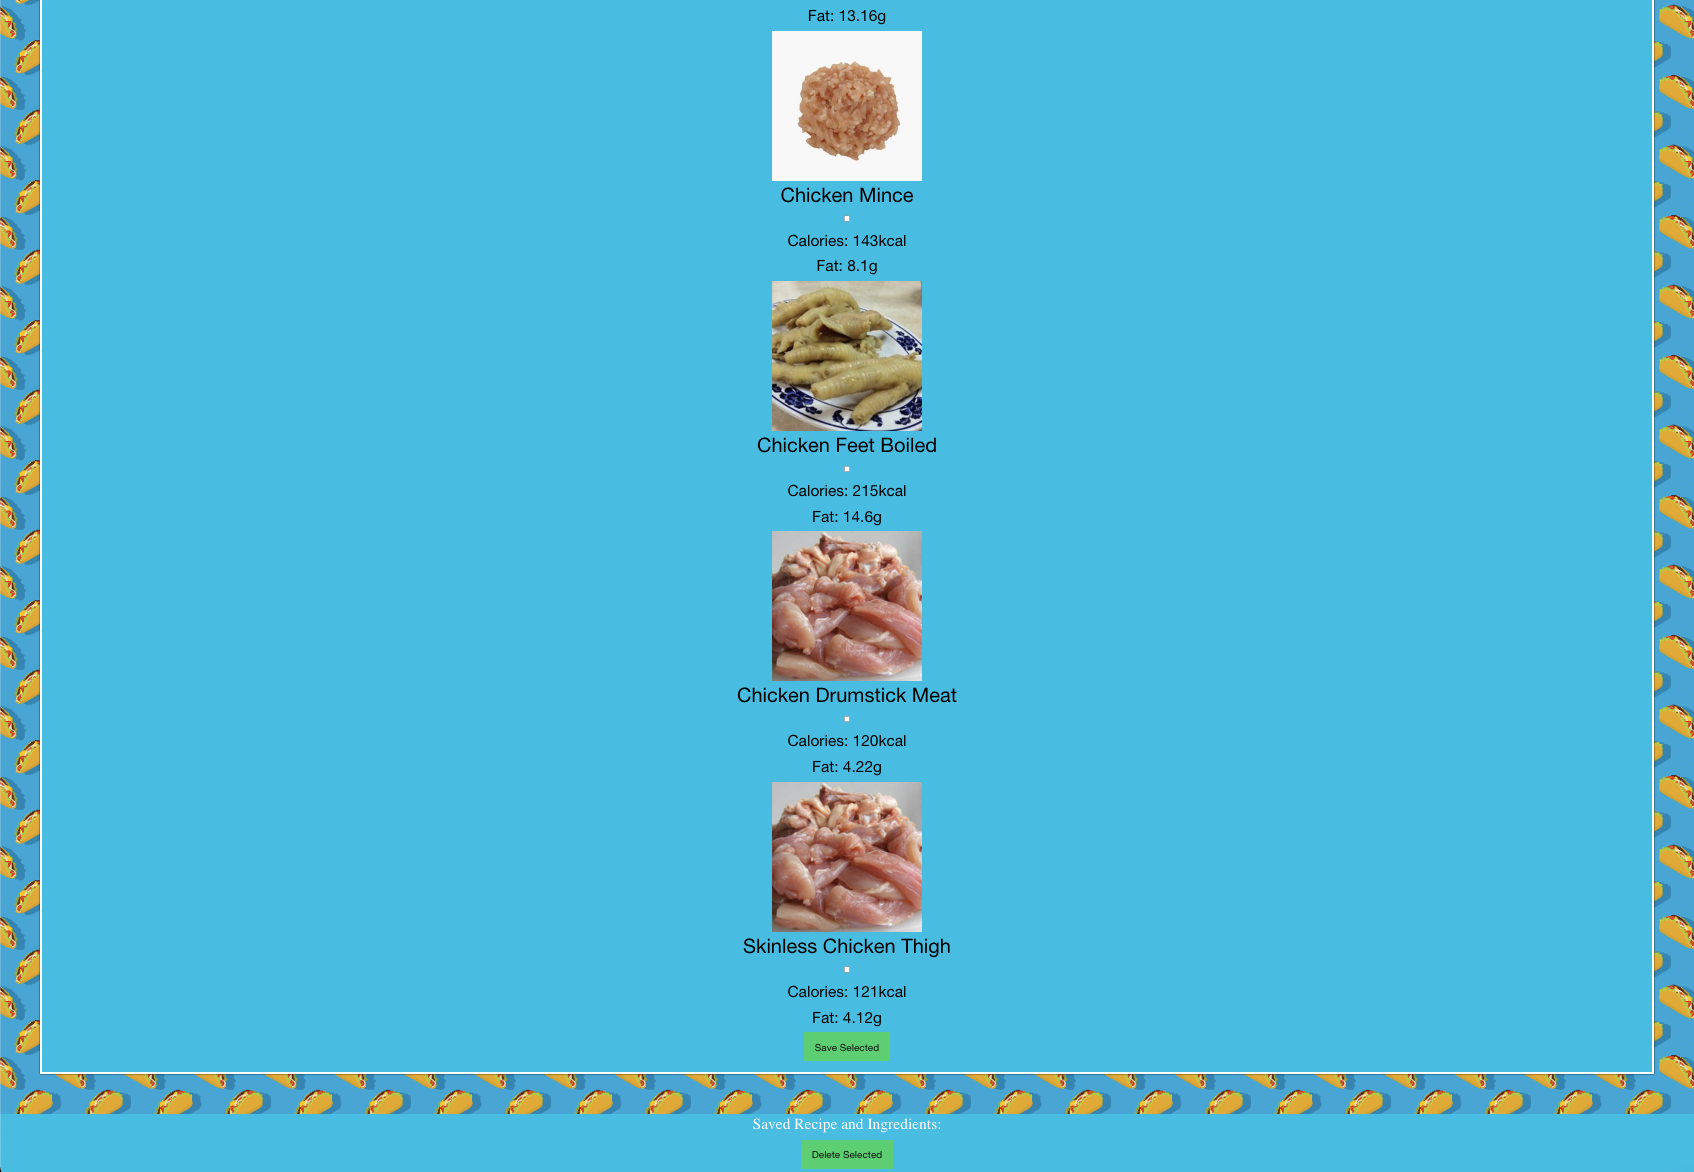 Fat: 13.16g
Chicken Mince
Calories: 143kcal
Fat: 8.1g
Chicken Feet Boiled
Calories: 215kcal
Fat: 14.6g
Chicken Drumstick Meat
Calories: 120kcal
Fat: 4.22g
Skinless Chicken Thigh
Calories: 121kcal
Fat: 4.12g
Save Selected
Saved Recipe and Ingredients:
Delete Selected